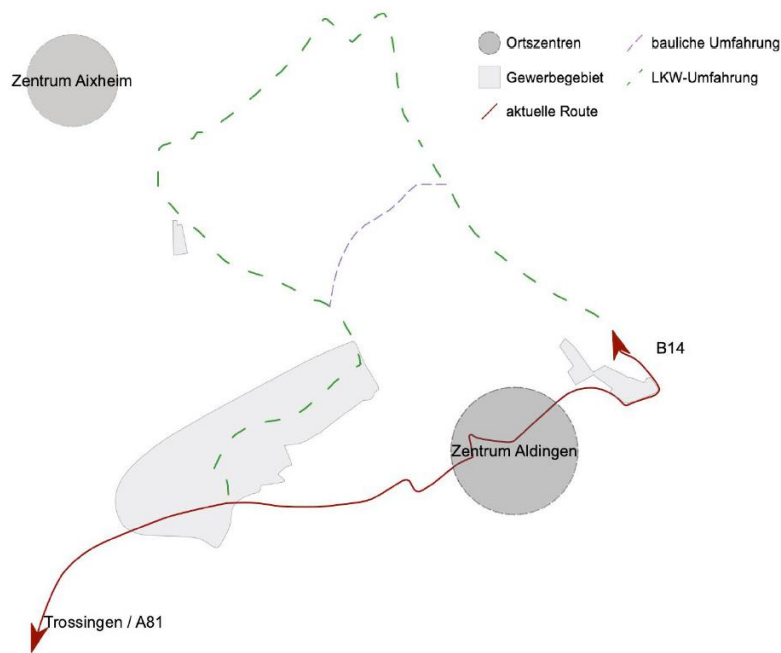 Zentrum Aixheim
Ortszentren
bauliche Umfahrung
Gewerbegebiet
LKW-Umfahrung
aktuelle Route
B14
Zentrum Aldingen
Trossingen / A81